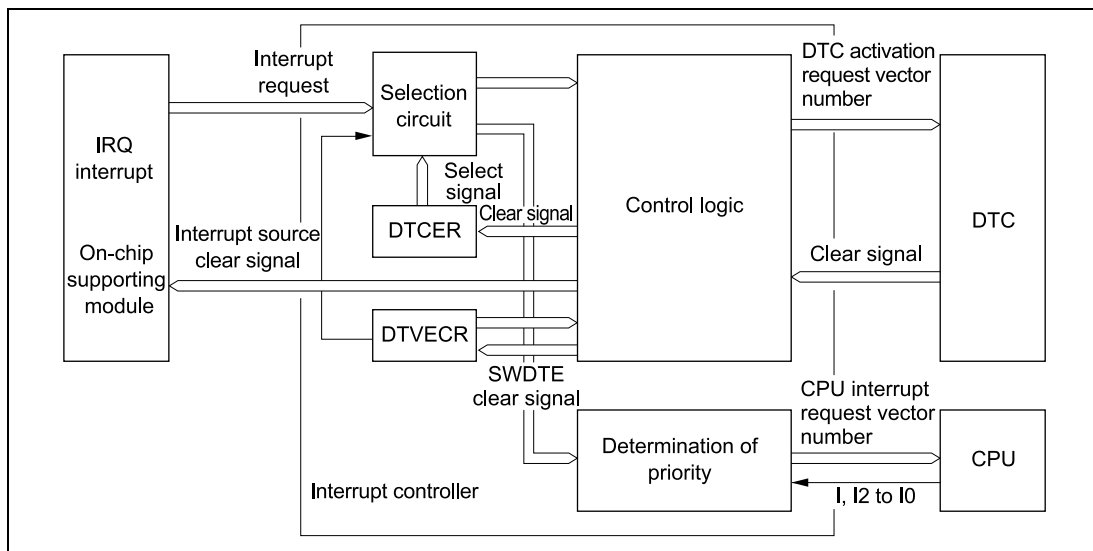 Interrupt
request
Selection
circuit
DTC activation
request vector
number
IRQ
interrupt
On-chip
supporting
module
Select
signal
DTCER
Clear signal
Control logic
DTC
Interrupt source
clear signal
Clear signal
DTVECR
SWDTE
clear signal
CPU interrupt
request vector
number
Determination of
priority
CPU
I, I2 to I0
Interrupt controller